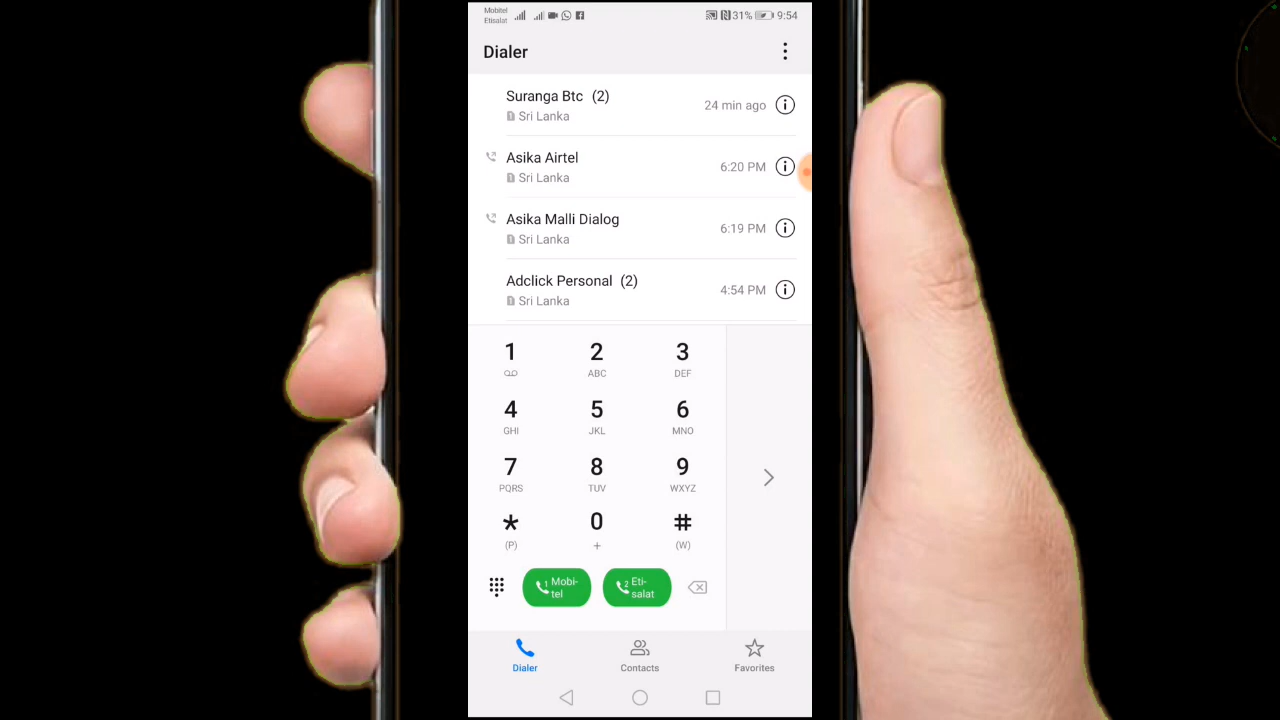 Mobitel
Etisalat
31% 9:54
Dialer
Suranga Btc (2)
24 min ago
Sri Lanka
Asika Airtel
6:20 PM
Sri Lanka
Asika Malli Dialog
6:19 PM
Sri Lanka
Adclick Personal (2)
4:54 PM
Sri Lanka
1 2 3
ABC DEF
4 5 6
GHI JKL MNO
7 8 9
PQRS TUV WXYZ
* 0 #
(P) + (W)
1 Mobi-
tel
2 Eti-
salat
Dialer Contacts Favorites